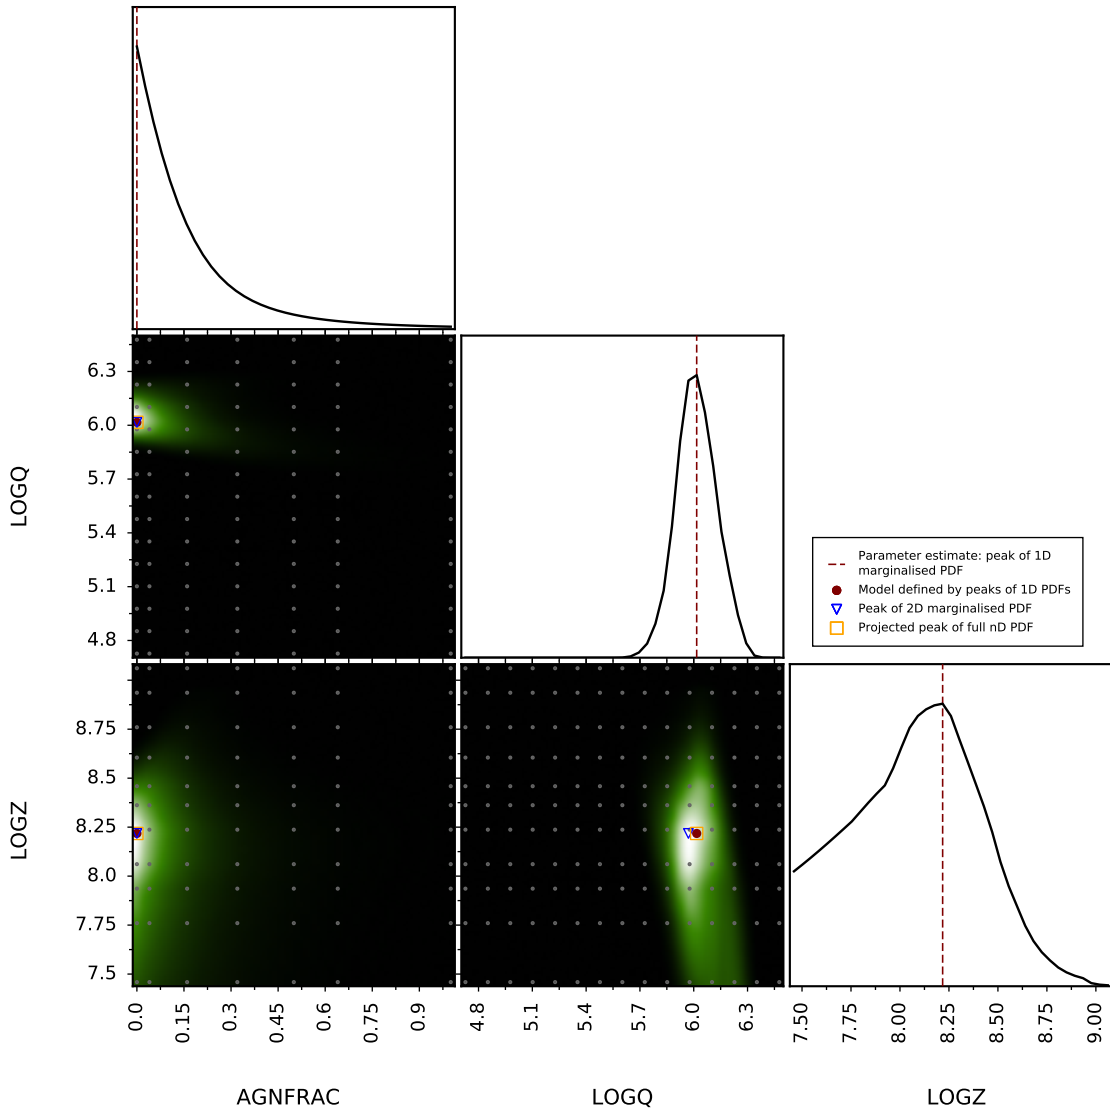 6.3
6.0
5.7
5.4
5.1
4.8
LOGQ
Parameter estimate: peak of 1D
marginalised PDF
Model defined by peaks of 1D PDFs
Peak of 2D marginalised PDF
Projected peak of full nD PDF
8.75
8.5
8.25
8.0
7.75
7.5
LOGZ
0.0 0.15 0.3 0.45 0.6 0.75 0.9
4.8 5.1 5.4 5.7 6.0 6.3
7.50 7.75 8.00 8.25 8.50 8.75 9.00
AGNFRAC LOGQ LOGZ